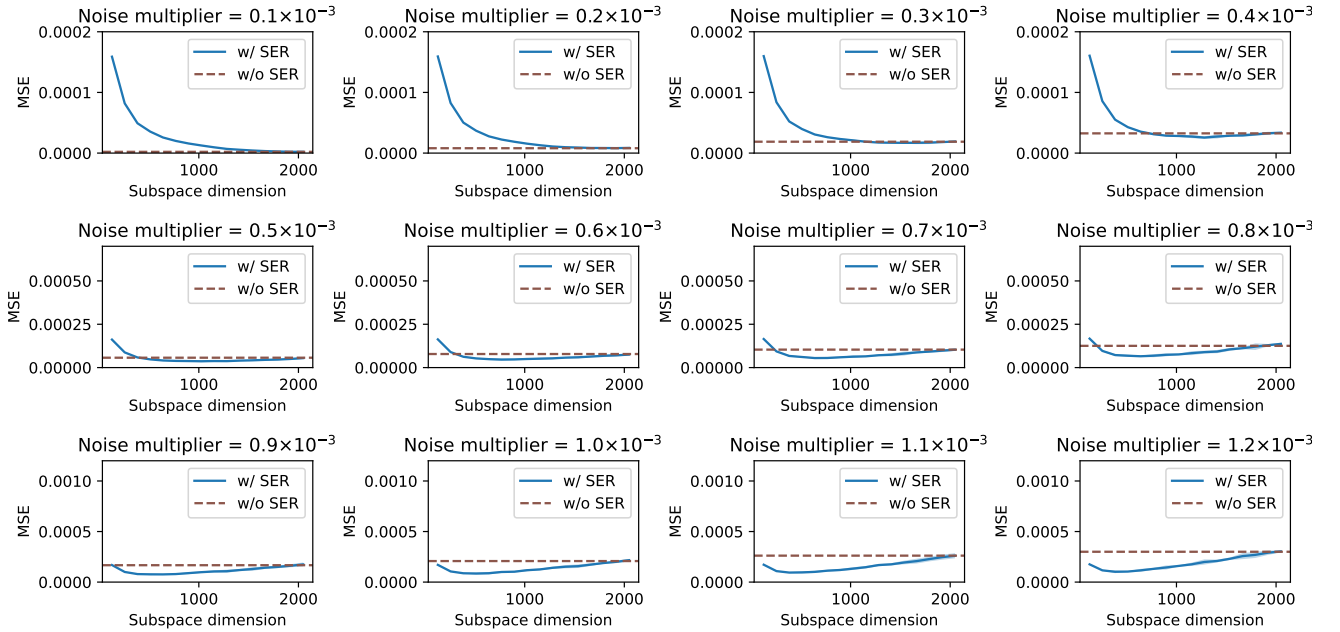 Noise multiplier = 0.1×10⁻³
0.0002
0.0001
0.0000
MSE
w/ SER
w/o SER
1000
2000
Subspace dimension
Noise multiplier = 0.2×10⁻³
0.0002
0.0001
0.0000
MSE
w/ SER
w/o SER
1000
2000
Subspace dimension
Noise multiplier = 0.3×10⁻³
0.0002
0.0001
0.0000
MSE
w/ SER
w/o SER
1000
2000
Subspace dimension
Noise multiplier = 0.4×10⁻³
0.0002
0.0001
0.0000
MSE
w/ SER
w/o SER
1000
2000
Subspace dimension
Noise multiplier = 0.5×10⁻³
0.00050
0.00025
0.00000
MSE
w/ SER
w/o SER
1000
2000
Subspace dimension
Noise multiplier = 0.6×10⁻³
0.00050
0.00025
0.00000
MSE
w/ SER
w/o SER
1000
2000
Subspace dimension
Noise multiplier = 0.7×10⁻³
0.00050
0.00025
0.00000
MSE
w/ SER
w/o SER
1000
2000
Subspace dimension
Noise multiplier = 0.8×10⁻³
0.00050
0.00025
0.00000
MSE
w/ SER
w/o SER
1000
2000
Subspace dimension
Noise multiplier = 0.9×10⁻³
0.0010
0.0005
0.0000
MSE
w/ SER
w/o SER
1000
2000
Subspace dimension
Noise multiplier = 1.0×10⁻³
0.0010
0.0005
0.0000
MSE
w/ SER
w/o SER
1000
2000
Subspace dimension
Noise multiplier = 1.1×10⁻³
0.0010
0.0005
0.0000
MSE
w/ SER
w/o SER
1000
2000
Subspace dimension
Noise multiplier = 1.2×10⁻³
0.0010
0.0005
0.0000
MSE
w/ SER
w/o SER
1000
2000
Subspace dimension